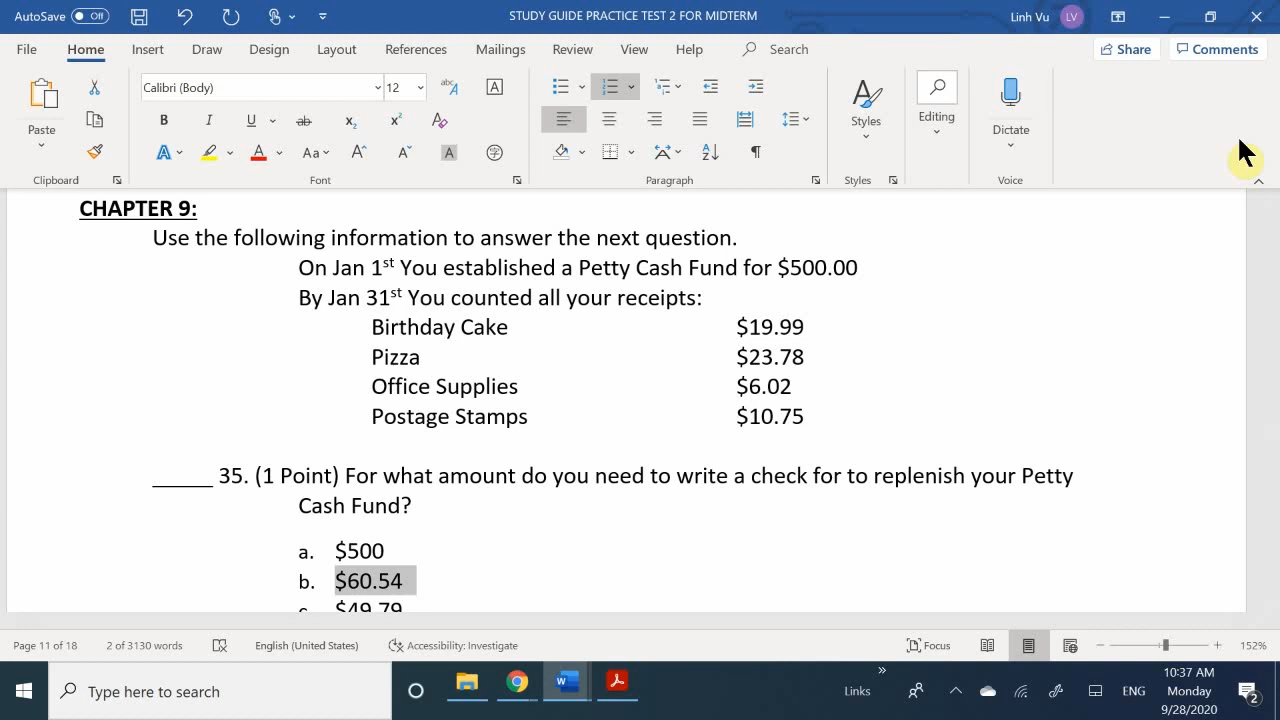 AutoSave Off STUDY GUIDE PRACTICE TEST 2 FOR MIDTERM Linh Vu LV
File Home Insert Draw Design Layout References Mailings Review View Help Search Share Comments
Calibri (Body) 12
Paste Styles Editing Dictate
Clipboard Font Paragraph Styles Voice
CHAPTER 9:
Use the following information to answer the next question.
On Jan 1st You established a Petty Cash Fund for $500.00
By Jan 31st You counted all your receipts:
Birthday Cake $19.99
Pizza $23.78
Office Supplies $6.02
Postage Stamps $10.75
_____ 35. (1 Point) For what amount do you need to write a check for to replenish your Petty
Cash Fund?
a. $500
b. $60.54
c. $49.79
Page 11 of 18 2 of 3130 words English (United States) Accessibility: Investigate Focus 152%
Type here to search Links ENG 10:37 AM
Monday
9/28/2020 2